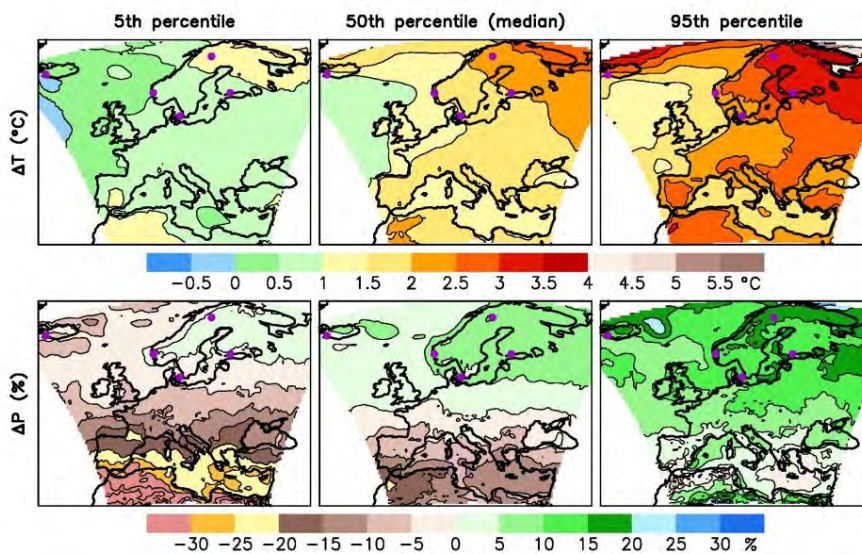 5th percentile 50th percentile (median) 95th percentile
ΔT (°C)
−0.5 0 0.5 1 1.5 2 2.5 3 3.5 4 4.5 5 5.5 °C
ΔP (%)
−30 −25 −20 −15 −10 −5 0 5 10 15 20 25 30 %